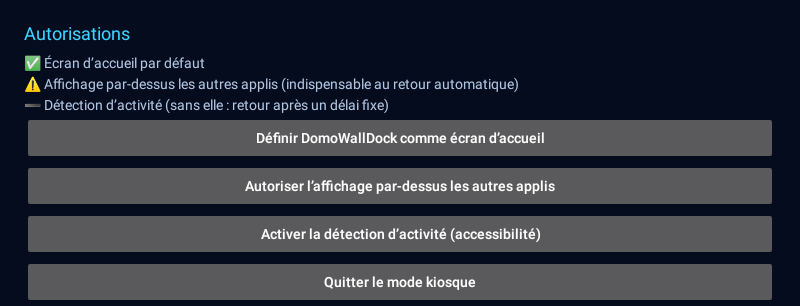 Autorisations
✅ Écran d’accueil par défaut
⚠️ Affichage par-dessus les autres applis (indispensable au retour automatique)
➖ Détection d’activité (sans elle : retour après un délai fixe)
Définir DomoWallDock comme écran d’accueil
Autoriser l’affichage par-dessus les autres applis
Activer la détection d’activité (accessibilité)
Quitter le mode kiosque